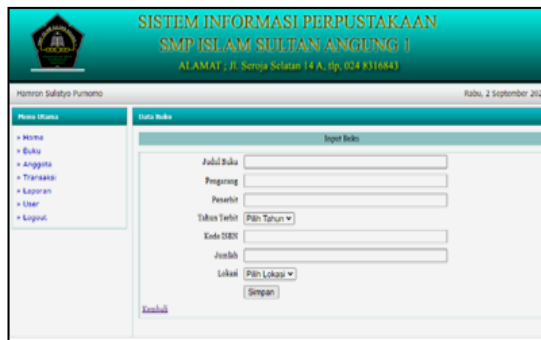 SISTEM INFORMASI PERPUSTAKAAN
SMP ISLAM SULTAN ANGUNG 1
ALAMAT ; Jl. Seroja Selatan 14 A, tlp, 024 8316843
Hamron Sulistyo Purnomo
Rabu, 2 September 202
Menu Utama
Data Buku
» Home
» Buku
» Anggota
» Transaksi
» Laporan
» User
» Logout
Input Buku
Judul Buku
Pengarang
Penerbit
Tahun Terbit Pilih Tahun
Kode ISBN
Jumlah
Lokasi Pilih Lokasi
Simpan
Kembali